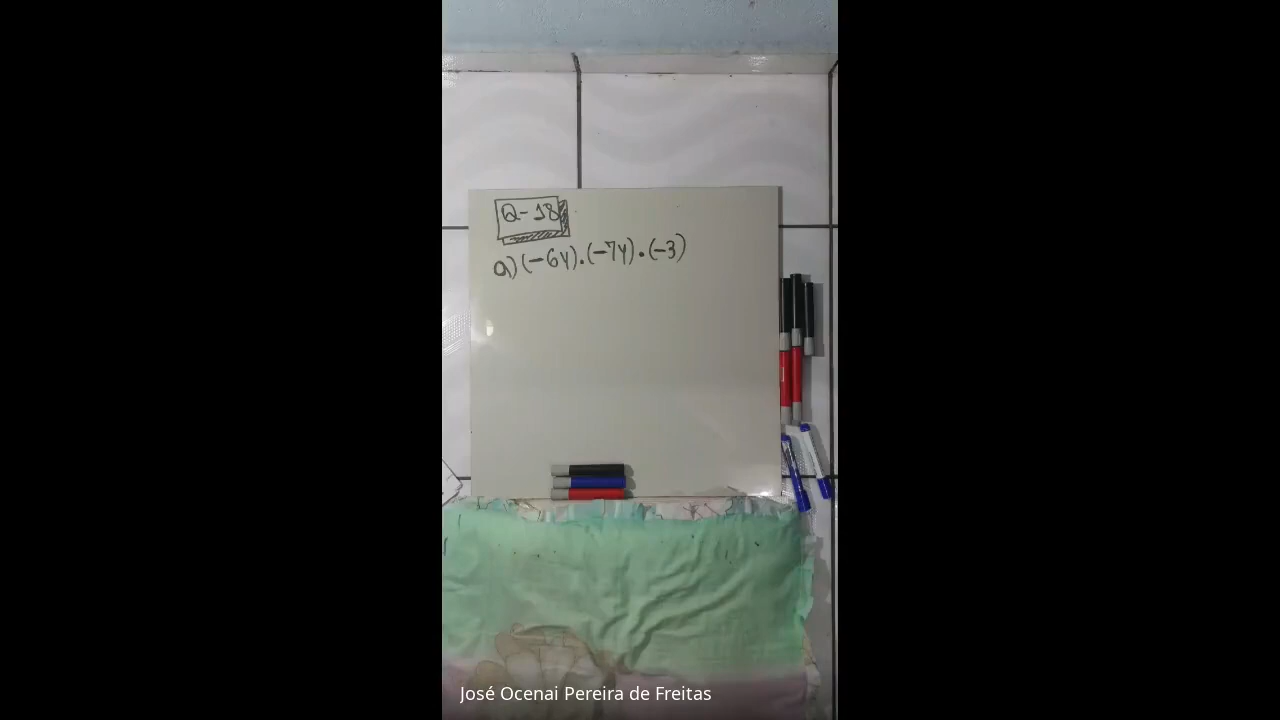 Q-18
a) (-6y).(-7y).(-3)
José Ocenai Pereira de Freitas